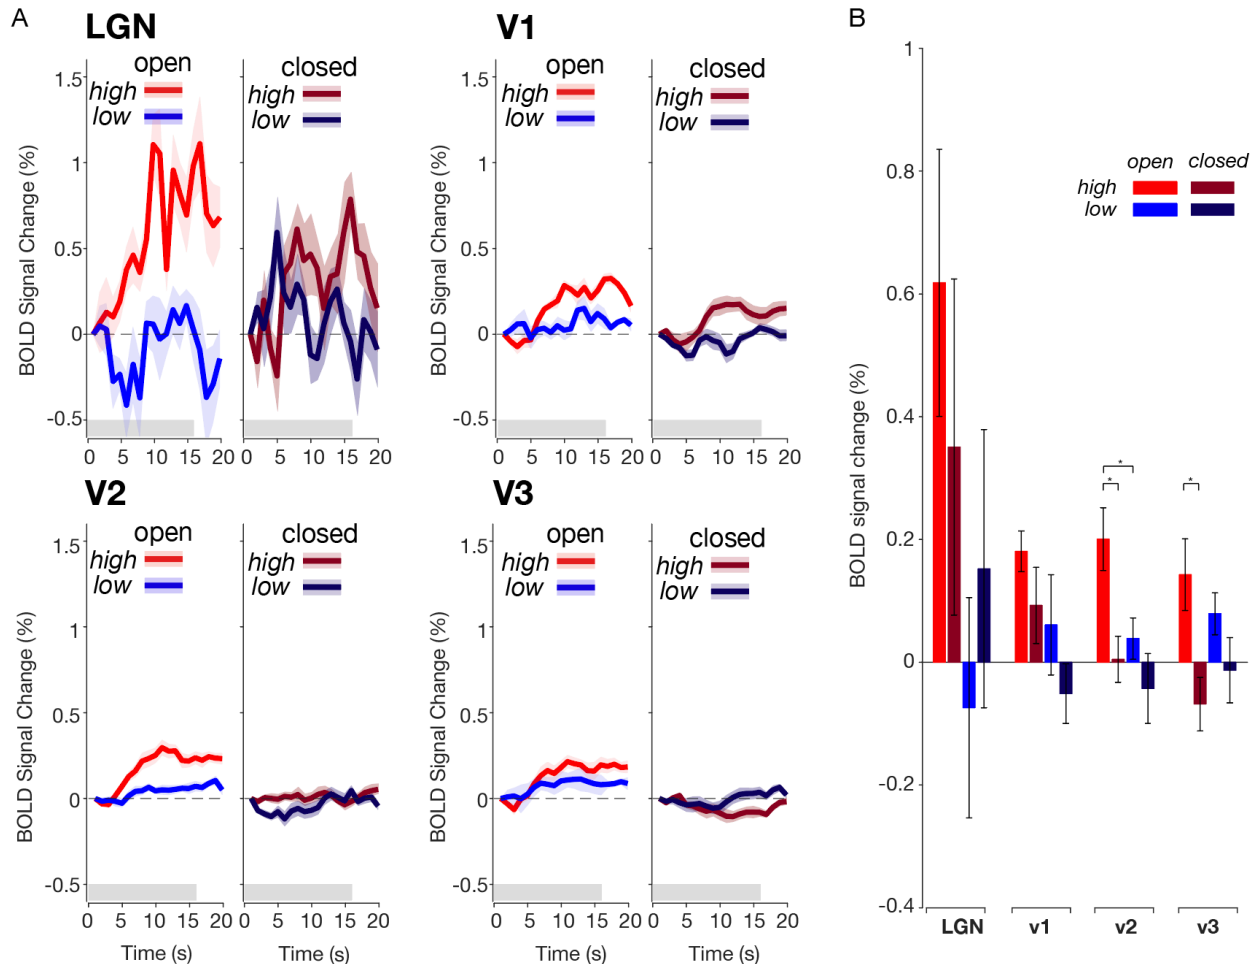 A
LGN
open
high
low
closed
high
low
BOLD Signal Change (%)
1.5
1
0.5
0
-0.5
0 5 10 15 20
0 5 10 15 20
V1
open
high
low
closed
high
low
BOLD Signal Change (%)
1.5
1
0.5
0
-0.5
0 5 10 15 20
0 5 10 15 20
V2
open
high
low
closed
high
low
BOLD Signal Change (%)
1.5
1
0.5
0
-0.5
0 5 10 15 20
0 5 10 15 20
Time (s)
Time (s)
V3
open
high
low
closed
high
low
BOLD Signal Change (%)
1.5
1
0.5
0
-0.5
0 5 10 15 20
0 5 10 15 20
Time (s)
Time (s)
B
open closed
high
low
BOLD signal change (%)
1
0.8
0.6
0.4
0.2
0
-0.2
-0.4
*
*
*
LGN v1 v2 v3